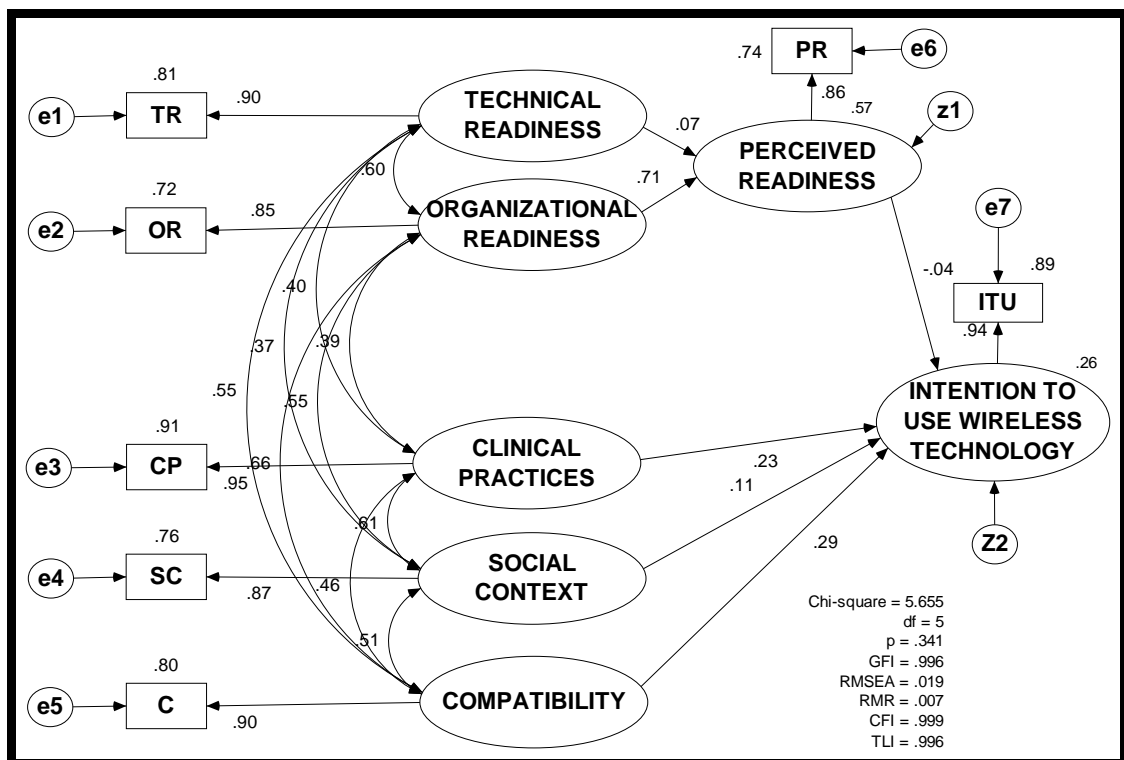 .74
PR
e6
.86
.57
.81
e1
TR
.90
TECHNICAL
READINESS
.07
z1
PERCEIVED
READINESS
.60
.72
e2
OR
.85
ORGANIZATIONAL
READINESS
.71
e7
-.04
.89
ITU
.94
.40
.39
.37
.55
.55
.26
INTENTION TO
USE WIRELESS
TECHNOLOGY
.91
e3
CP
.66
.95
CLINICAL
PRACTICES
.23
.11
.61
.76
e4
SC
.87
SOCIAL
CONTEXT
.46
.29
Z2
.51
.80
e5
C
.90
COMPATIBILITY
Chi-square = 5.655
df = 5
p = .341
GFI = .996
RMSEA = .019
RMR = .007
CFI = .999
TLI = .996